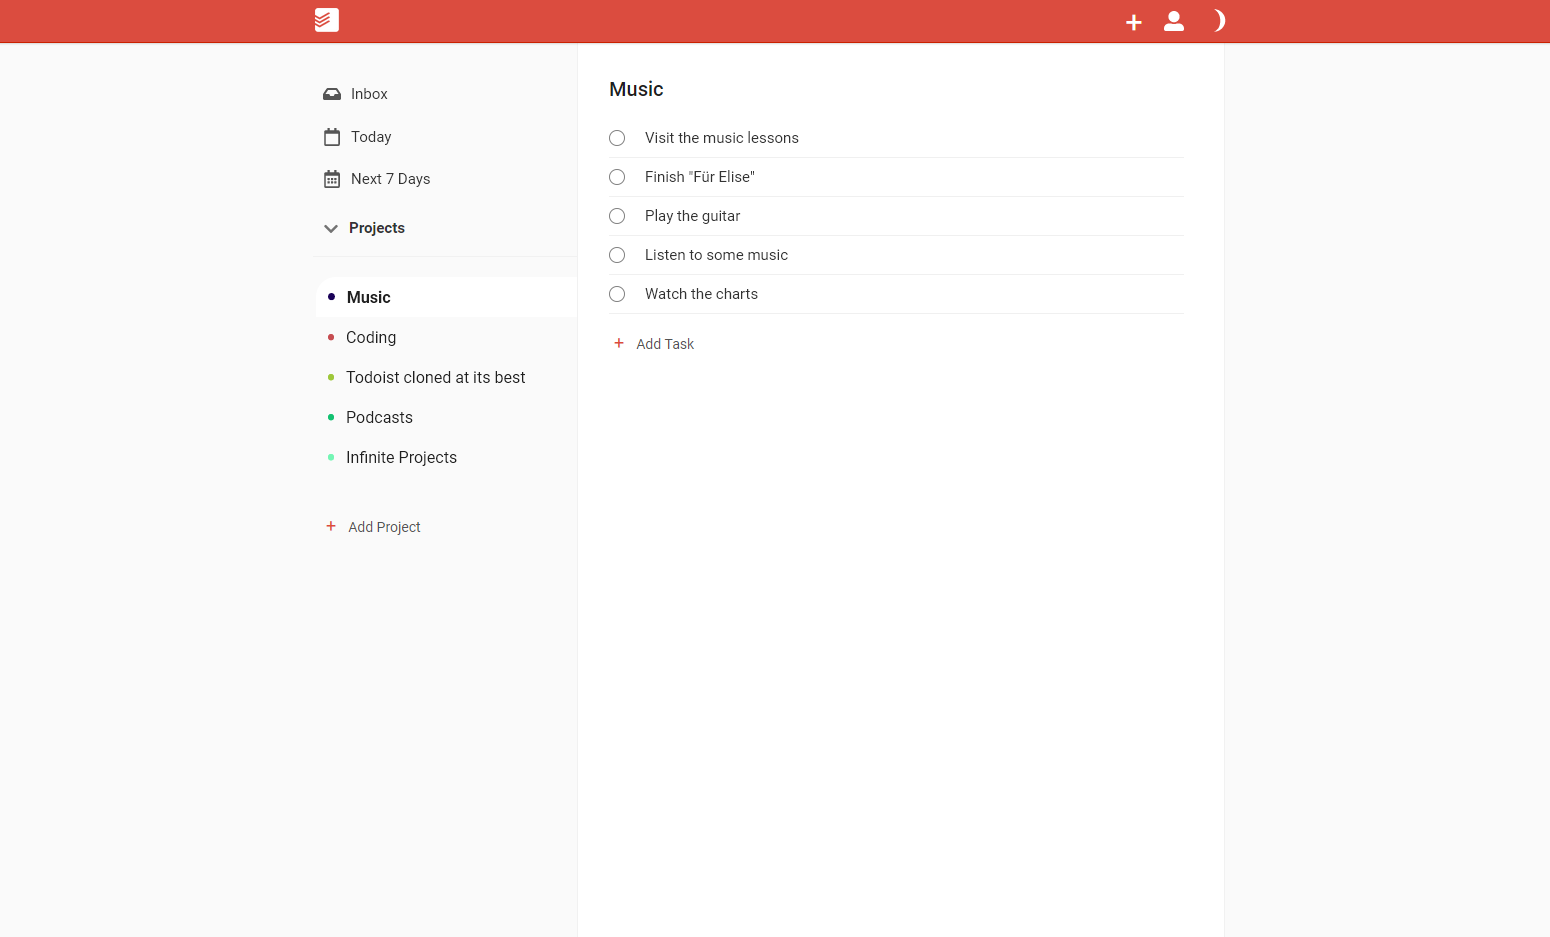 Inbox
Today
Next 7 Days
Projects
Music
Coding
Todoist cloned at its best
Podcasts
Infinite Projects
Add Project
Music
Visit the music lessons
Finish "Für Elise"
Play the guitar
Listen to some music
Watch the charts
Add Task